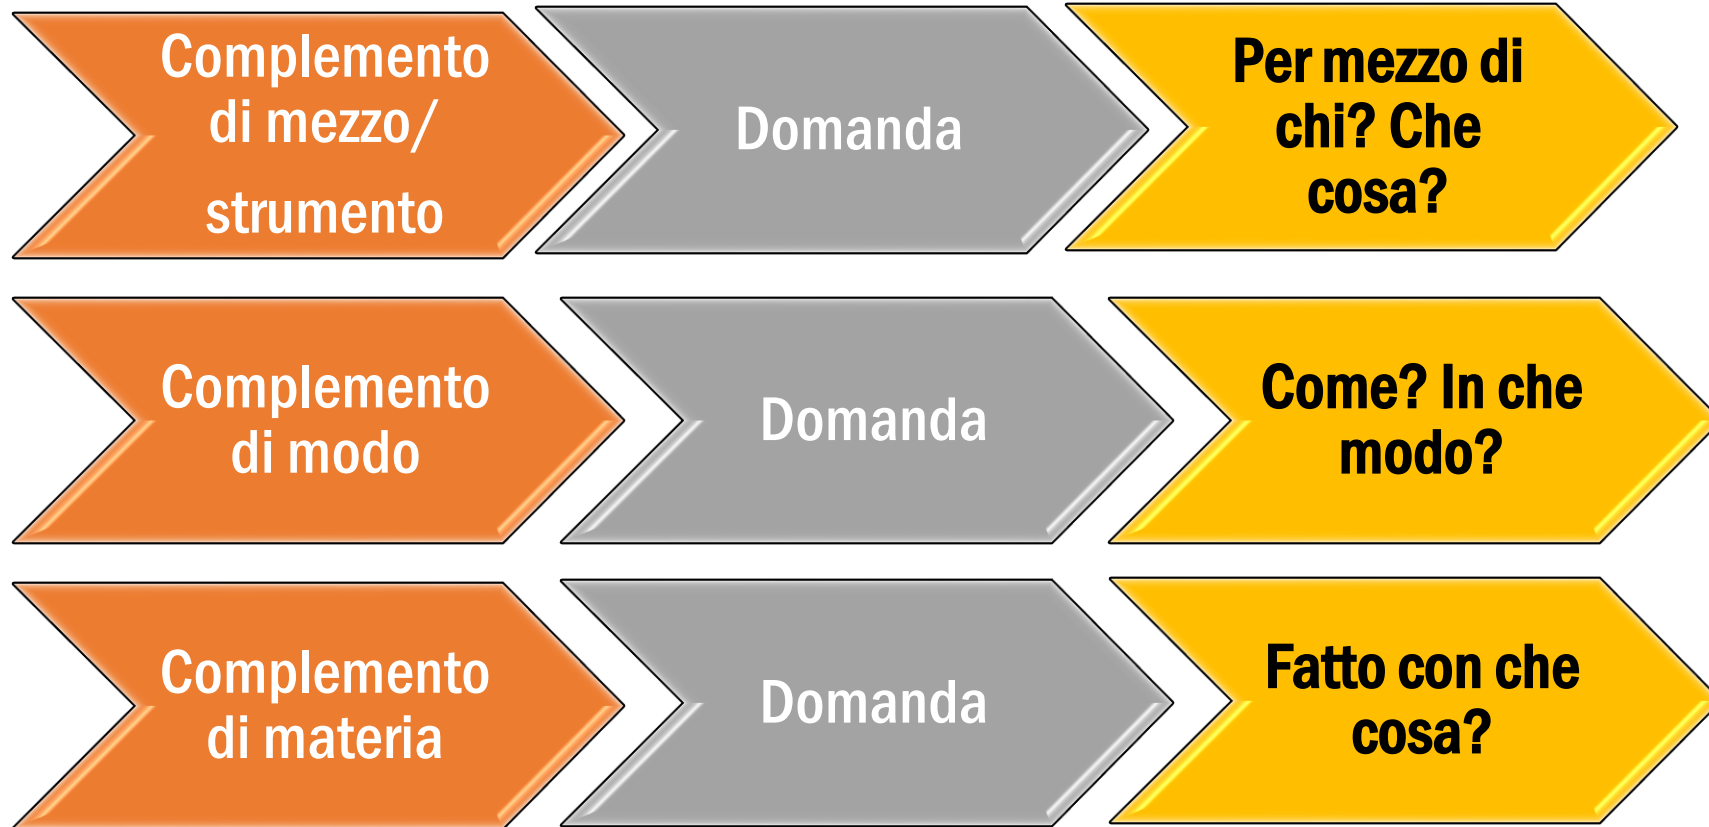 Complemento
di mezzo/
strumento
Domanda
Per mezzo di
chi? Che
cosa?
Complemento
di modo
Domanda
Come? In che
modo?
Complemento
di materia
Domanda
Fatto con che
cosa?